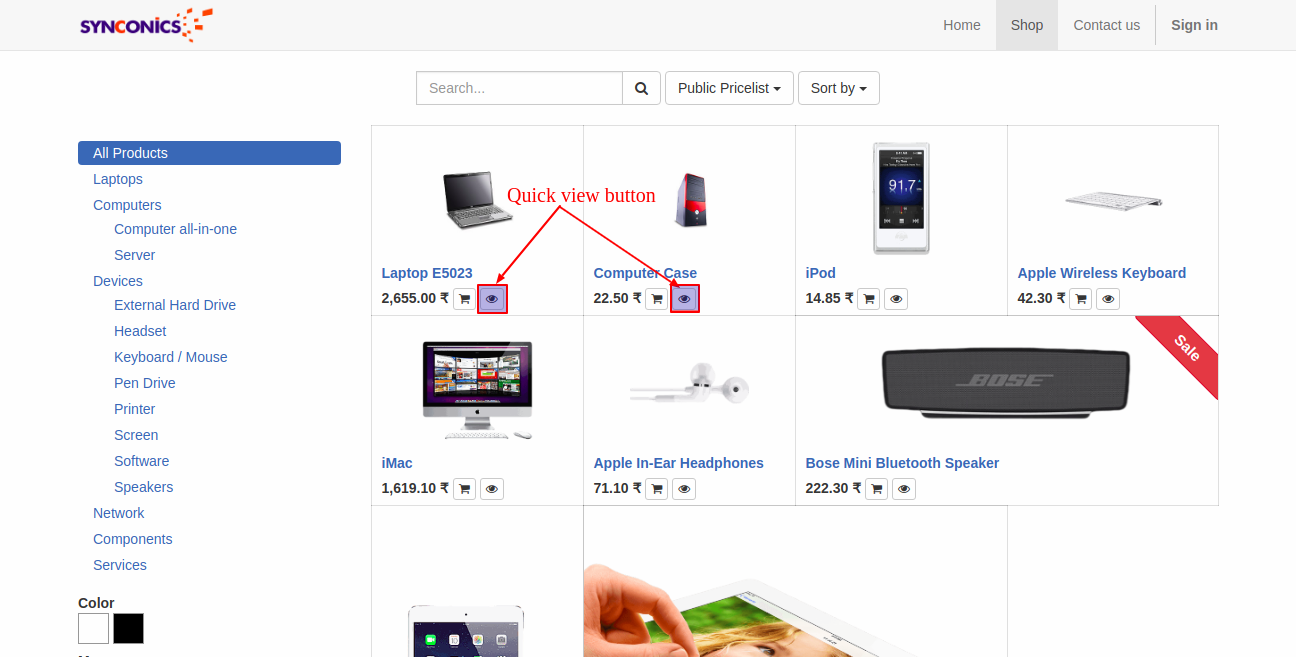 SYNCONICS
Home
Shop
Contact us
Sign in
Search...
Public Pricelist
Sort by
All Products
Laptops
Computers
Computer all-in-one
Server
Devices
External Hard Drive
Headset
Keyboard / Mouse
Pen Drive
Printer
Screen
Software
Speakers
Network
Components
Services
Color
Quick view button
91.7
Laptop E5023
2,655.00 ₹
Computer Case
22.50 ₹
iPod
14.85 ₹
Apple Wireless Keyboard
42.30 ₹
Sale
BOSE
iMac
1,619.10 ₹
Apple In-Ear Headphones
71.10 ₹
Bose Mini Bluetooth Speaker
222.30 ₹